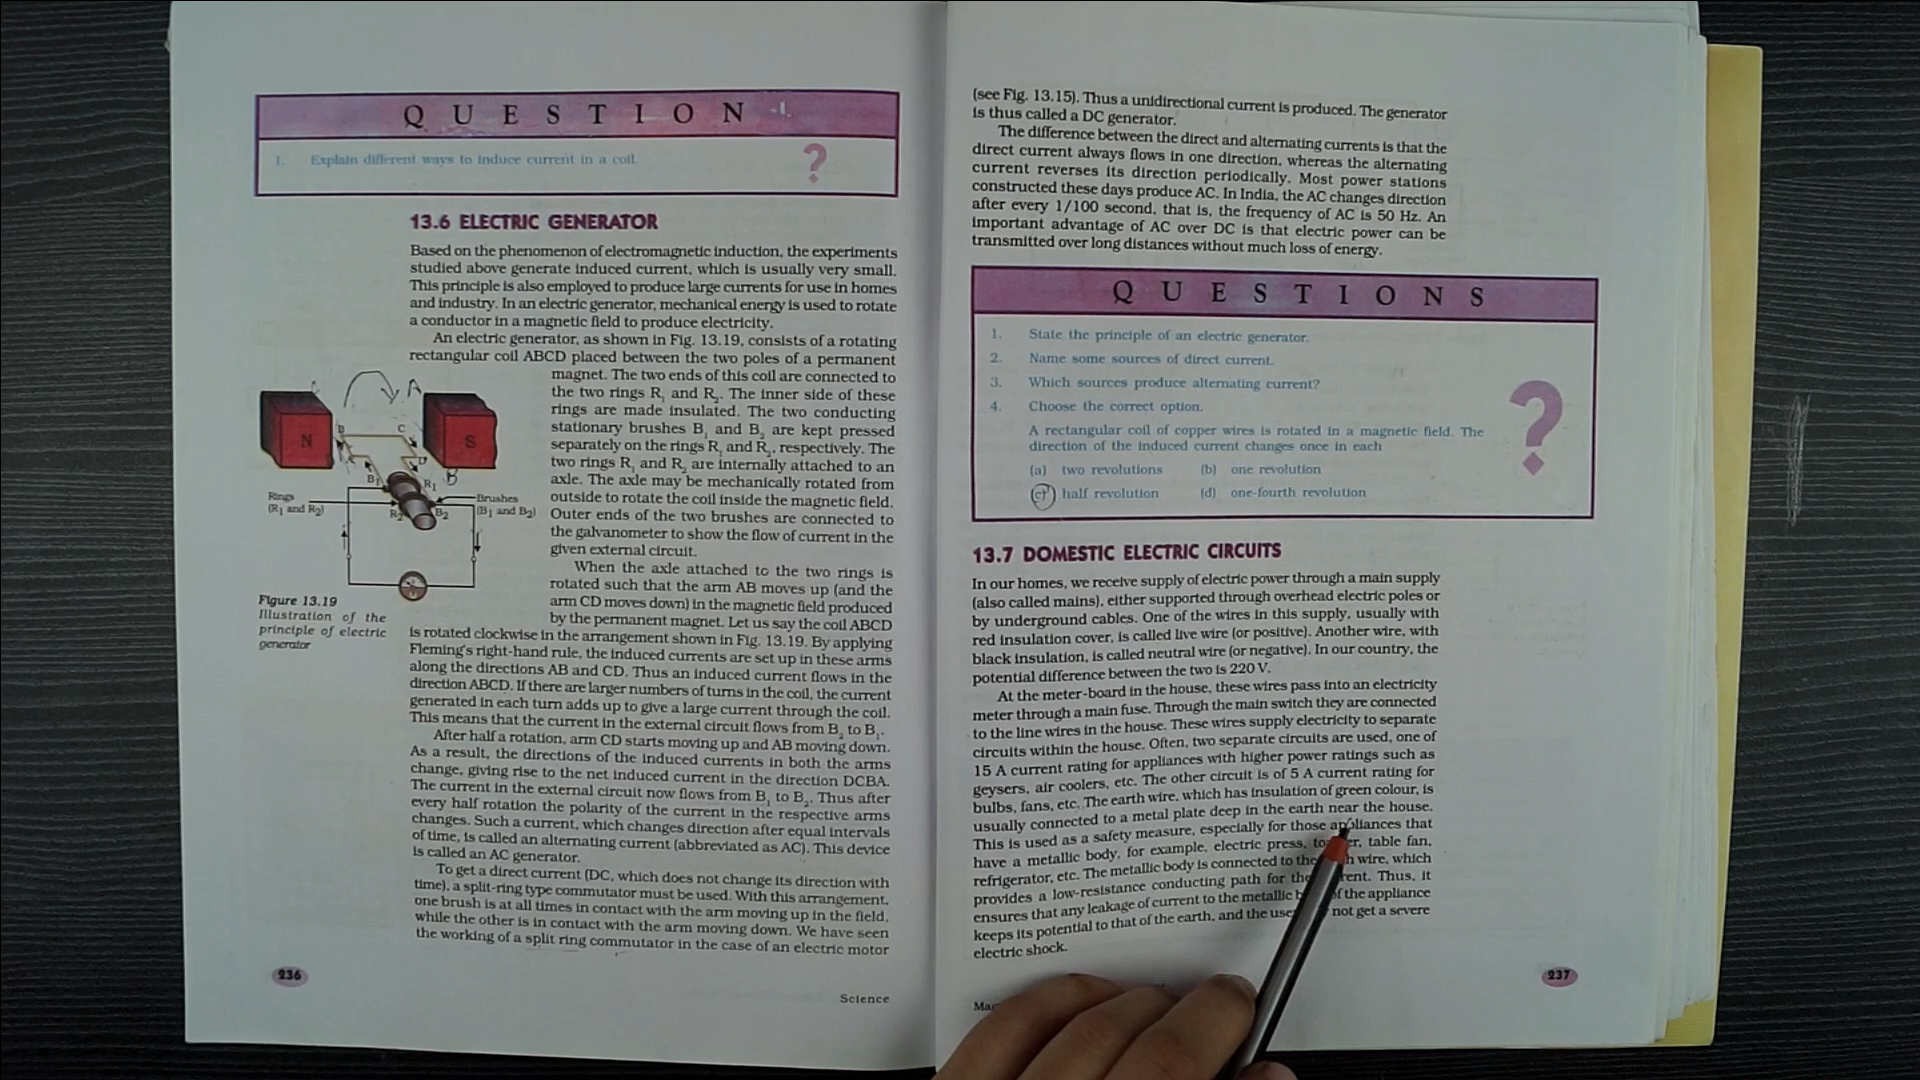 QUESTION
1. Explain different ways to induce current in a coil.
?
13.6 ELECTRIC GENERATOR
Based on the phenomenon of electromagnetic induction, the experiments
studied above generate induced current, which is usually very small.
This principle is also employed to produce large currents for use in homes
and industry. In an electric generator, mechanical energy is used to rotate
a conductor in a magnetic field to produce electricity.
An electric generator, as shown in Fig. 13.19, consists of a rotating
rectangular coil ABCD placed between the two poles of a permanent
magnet. The two ends of this coil are connected to
the two rings R1 and R2. The inner side of these
rings are made insulated. The two conducting
stationary brushes B1 and B2 are kept pressed
separately on the rings R1 and R2, respectively. The
two rings R1 and R2 are internally attached to an
axle. The axle may be mechanically rotated from
outside to rotate the coil inside the magnetic field.
Outer ends of the two brushes are connected to
the galvanometer to show the flow of current in the
given external circuit.
When the axle attached to the two rings is
rotated such that the arm AB moves up (and the
arm CD moves down) in the magnetic field produced
by the permanent magnet. Let us say the coil ABCD
is rotated clockwise in the arrangement shown in Fig. 13.19. By applying
Fleming's right-hand rule, the induced currents are set up in these arms
along the directions AB and CD. Thus an induced current flows in the
direction ABCD. If there are larger numbers of turns in the coil, the current
generated in each turn adds up to give a large current through the coil.
This means that the current in the external circuit flows from B2 to B1.
After half a rotation, arm CD starts moving up and AB moving down.
As a result, the directions of the induced currents in both the arms
change, giving rise to the net induced current in the direction DCBA.
The current in the external circuit now flows from B1 to B2. Thus after
every half rotation the polarity of the current in the respective arms
changes. Such a current, which changes direction after equal intervals
of time, is called an alternating current (abbreviated as AC). This device
is called an AC generator.
To get a direct current (DC, which does not change its direction with
time), a split-ring type commutator must be used. With this arrangement,
one brush is at all times in contact with the arm moving up in the field,
while the other is in contact with the arm moving down. We have seen
the working of a split ring commutator in the case of an electric motor
A
N
S
B
C
D
B
B1
R1
Rings
(R1 and R2)
Brushes
(B1 and B2)
R2
B2
Figure 13.19
Illustration of the
principle of electric
generator
236
Science
(see Fig. 13.15). Thus a unidirectional current is produced. The generator
is thus called a DC generator.
The difference between the direct and alternating currents is that the
direct current always flows in one direction, whereas the alternating
current reverses its direction periodically. Most power stations
constructed these days produce AC. In India, the AC changes direction
after every 1/100 second, that is, the frequency of AC is 50 Hz. An
important advantage of AC over DC is that electric power can be
transmitted over long distances without much loss of energy.
QUESTIONS
1. State the principle of an electric generator.
2. Name some sources of direct current.
3. Which sources produce alternating current?
4. Choose the correct option.
A rectangular coil of copper wires is rotated in a magnetic field. The
direction of the induced current changes once in each
(a) two revolutions (b) one revolution
(c) half revolution (d) one-fourth revolution
?
13.7 DOMESTIC ELECTRIC CIRCUITS
In our homes, we receive supply of electric power through a main supply
(also called mains), either supported through overhead electric poles or
by underground cables. One of the wires in this supply, usually with
red insulation cover, is called live wire (or positive). Another wire, with
black insulation, is called neutral wire (or negative). In our country, the
potential difference between the two is 220 V.
At the meter-board in the house, these wires pass into an electricity
meter through a main fuse. Through the main switch they are connected
to the line wires in the house. These wires supply electricity to separate
circuits within the house. Often, two separate circuits are used, one of
15 A current rating for appliances with higher power ratings such as
geysers, air coolers, etc. The other circuit is of 5 A current rating for
bulbs, fans, etc. The earth wire, which has insulation of green colour, is
usually connected to a metal plate deep in the earth near the house.
This is used as a safety measure, especially for those appliances that
have a metallic body, for example, electric press, table fan,
refrigerator, etc. The metallic body is connected to the wire, which
provides a low-resistance conducting path for the Thus, it
ensures that any leakage of current to the metallic of the appliance
keeps its potential to that of the earth, and the not get a severe
electric shock.
237